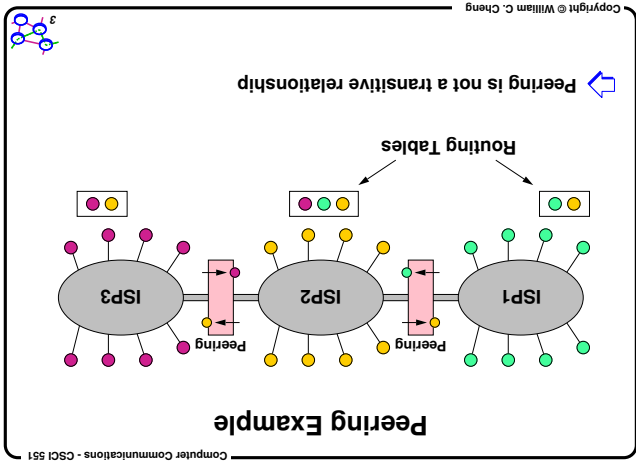 Computer Communications - CSCI 551
Peering Example
Peering
Peering
ISP1
ISP2
ISP3
Routing Tables
Peering is not a transitive relationship
3
Copyright © William C. Cheng